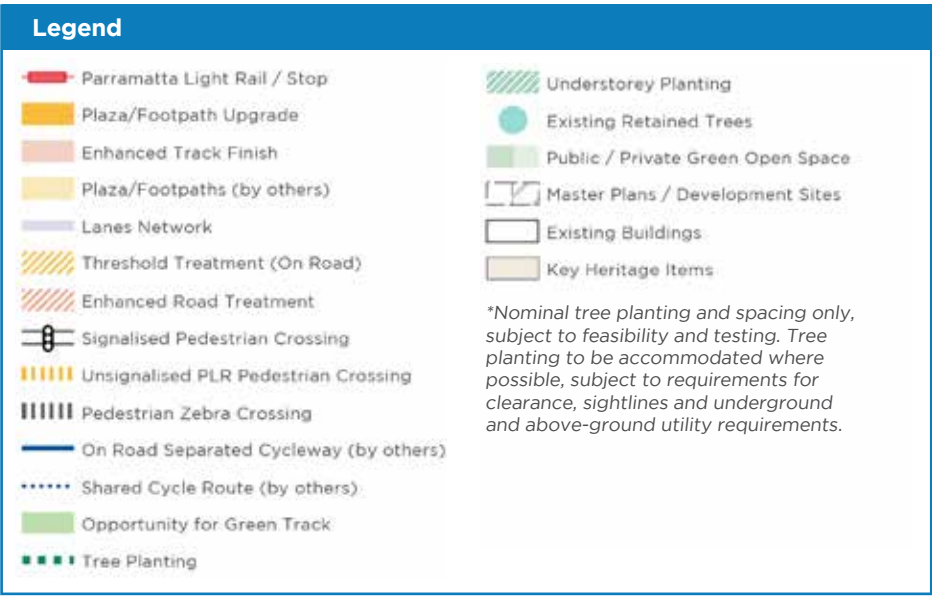 Legend
Parramatta Light Rail / Stop
Plaza/Footpath Upgrade
Enhanced Track Finish
Plaza/Footpaths (by others)
Lanes Network
Threshold Treatment (On Road)
Enhanced Road Treatment
Signalised Pedestrian Crossing
Unsignalised PLR Pedestrian Crossing
Pedestrian Zebra Crossing
On Road Separated Cycleway (by others)
Shared Cycle Route (by others)
Opportunity for Green Track
Tree Planting
Understorey Planting
Existing Retained Trees
Public / Private Green Open Space
Master Plans / Development Sites
Existing Buildings
Key Heritage Items
*Nominal tree planting and spacing only,
subject to feasibility and testing. Tree
planting to be accommodated where
possible, subject to requirements for
clearance, sightlines and underground
and above-ground utility requirements.